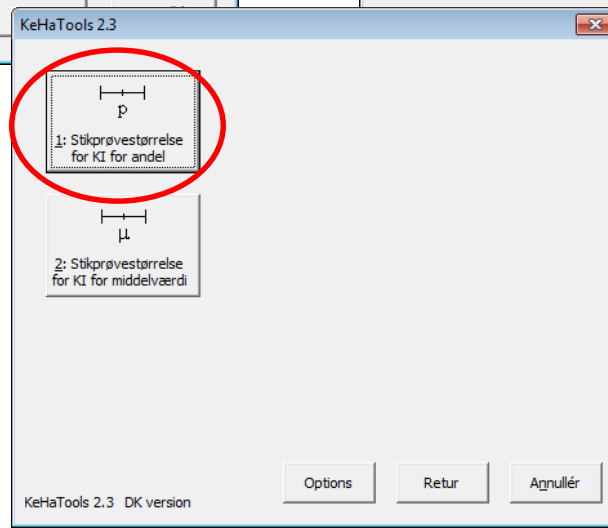 KeHaTools 2.3
p
1: Stikprøvestørrelse
for KI for andel
μ
2: Stikprøvestørrelse
for KI for middelværdi
Options
Retur
Annullér
KeHaTools 2.3 DK version